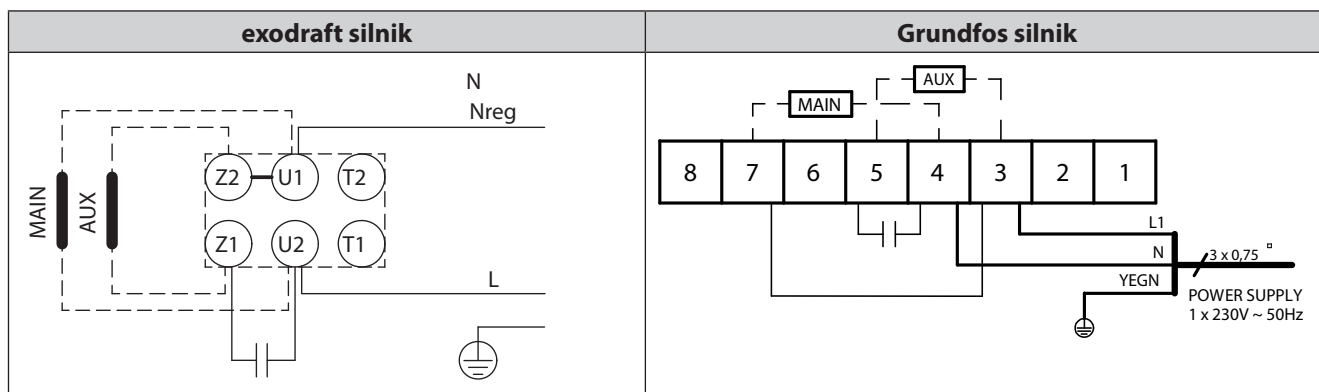 exodraft silnik
N
Nreg
MAIN
AUX
Z2 U1 T2
Z1 U2 T1
L
Grundfos silnik
AUX
MAIN
8 7 6 5 4 3 2 1
L1
N
3 x 0,75
YEGN
POWER SUPPLY
1 x 230V ~ 50Hz